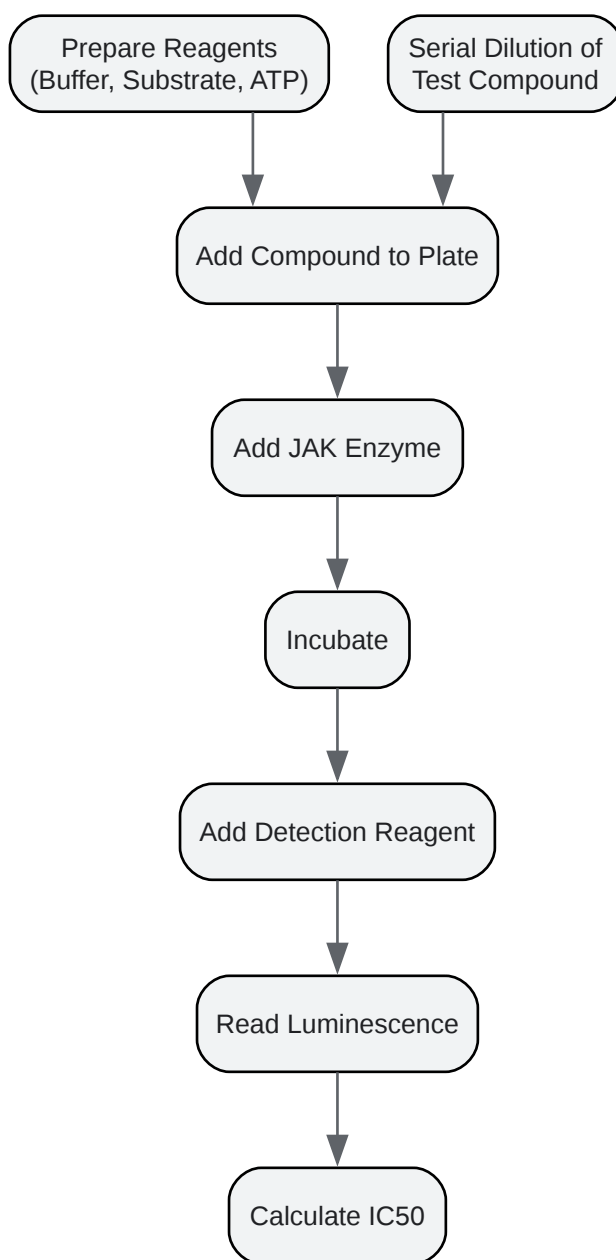 Prepare Reagents
(Buffer, Substrate, ATP)
Serial Dilution of
Test Compound
Add Compound to Plate
Add JAK Enzyme
Incubate
Add Detection Reagent
Read Luminescence
Calculate IC50